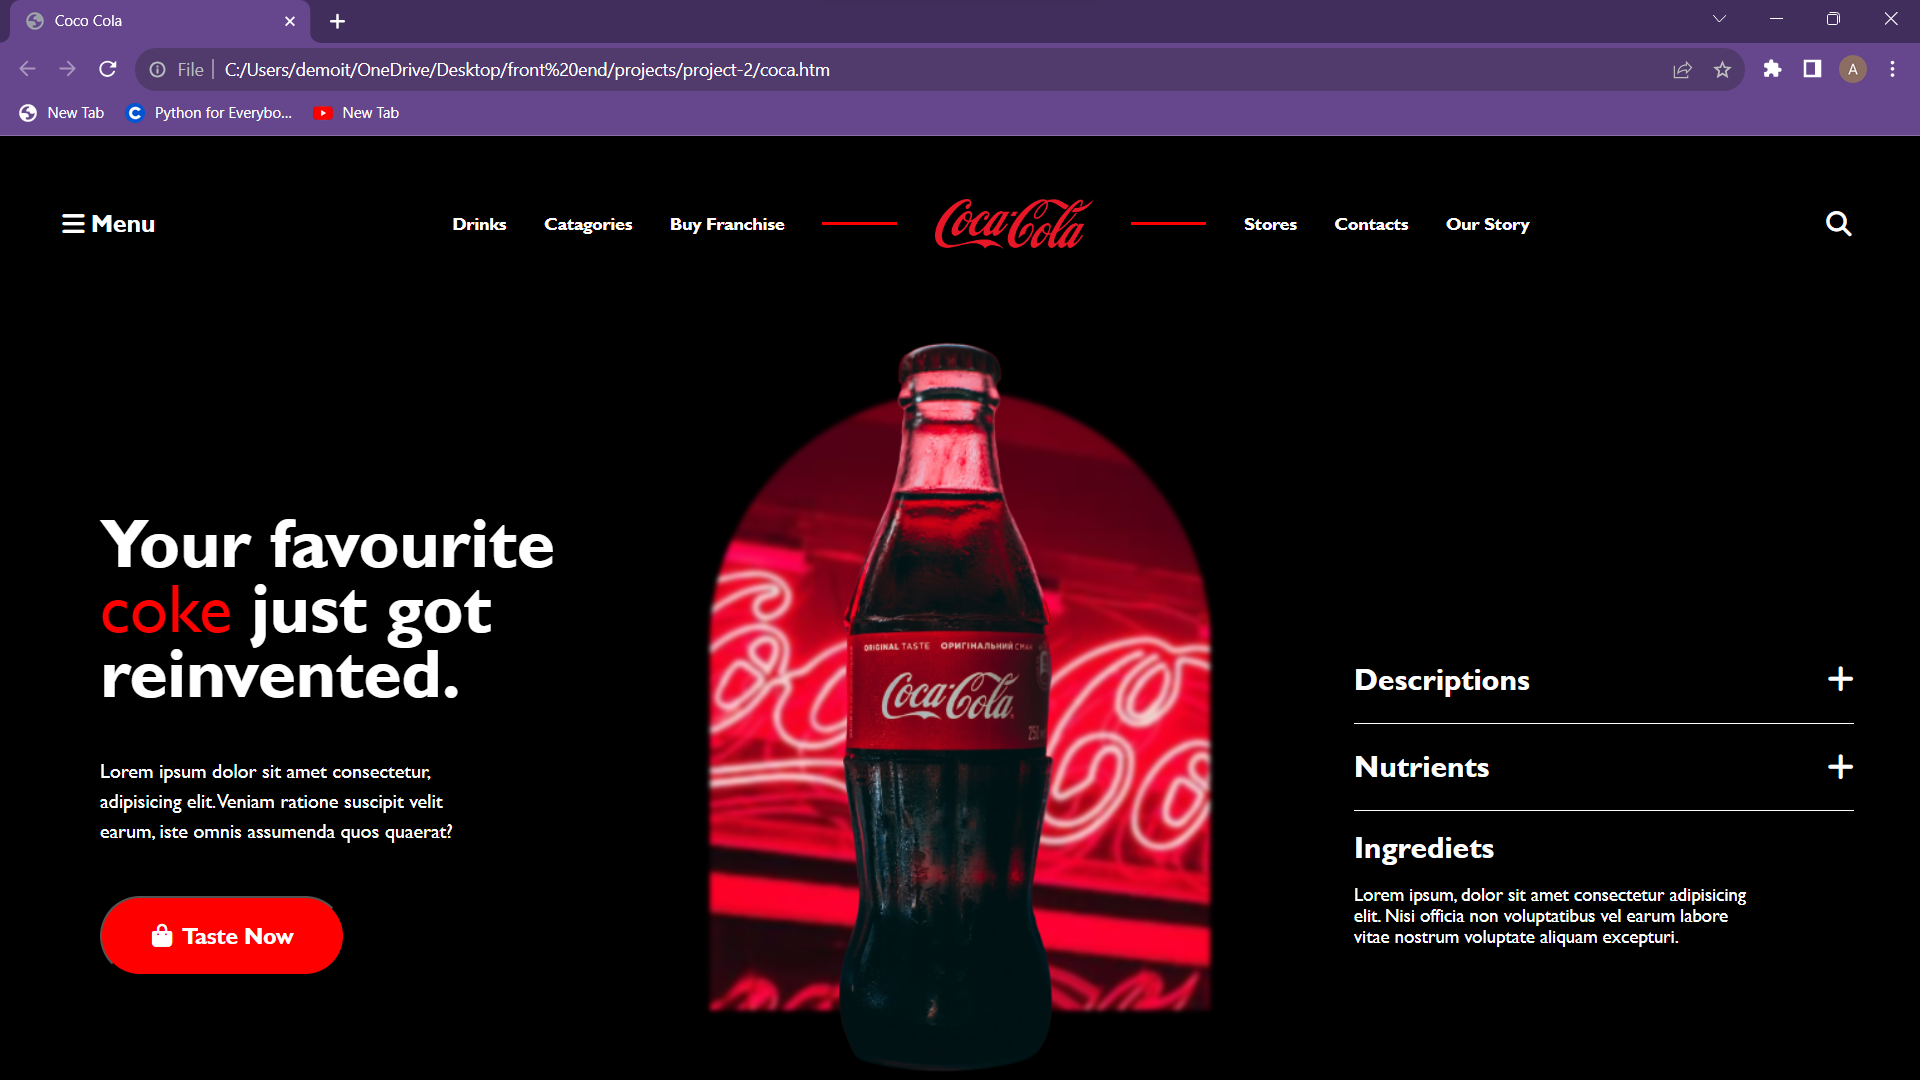 Coco Cola
File
C:/Users/demoit/OneDrive/Desktop/front%20end/projects/project-2/coca.htm
A
New Tab
Python for Everybo...
New Tab
Menu
Drinks
Catagories
Buy Franchise
Coca-Cola
Stores
Contacts
Our Story
Your favourite
coke just got
reinvented.
Lorem ipsum dolor sit amet consectetur,
adipisicing elit. Veniam ratione suscipit velit
earum, iste omnis assumenda quos quaerat?
Taste Now
ORIGINAL TASTE ОРИГІНАЛЬНИЙ СМАК
Coca-Cola
Descriptions
Nutrients
Ingrediets
Lorem ipsum, dolor sit amet consectetur adipisicing
elit. Nisi officia non voluptatibus vel earum labore
vitae nostrum voluptate aliquam excepturi.